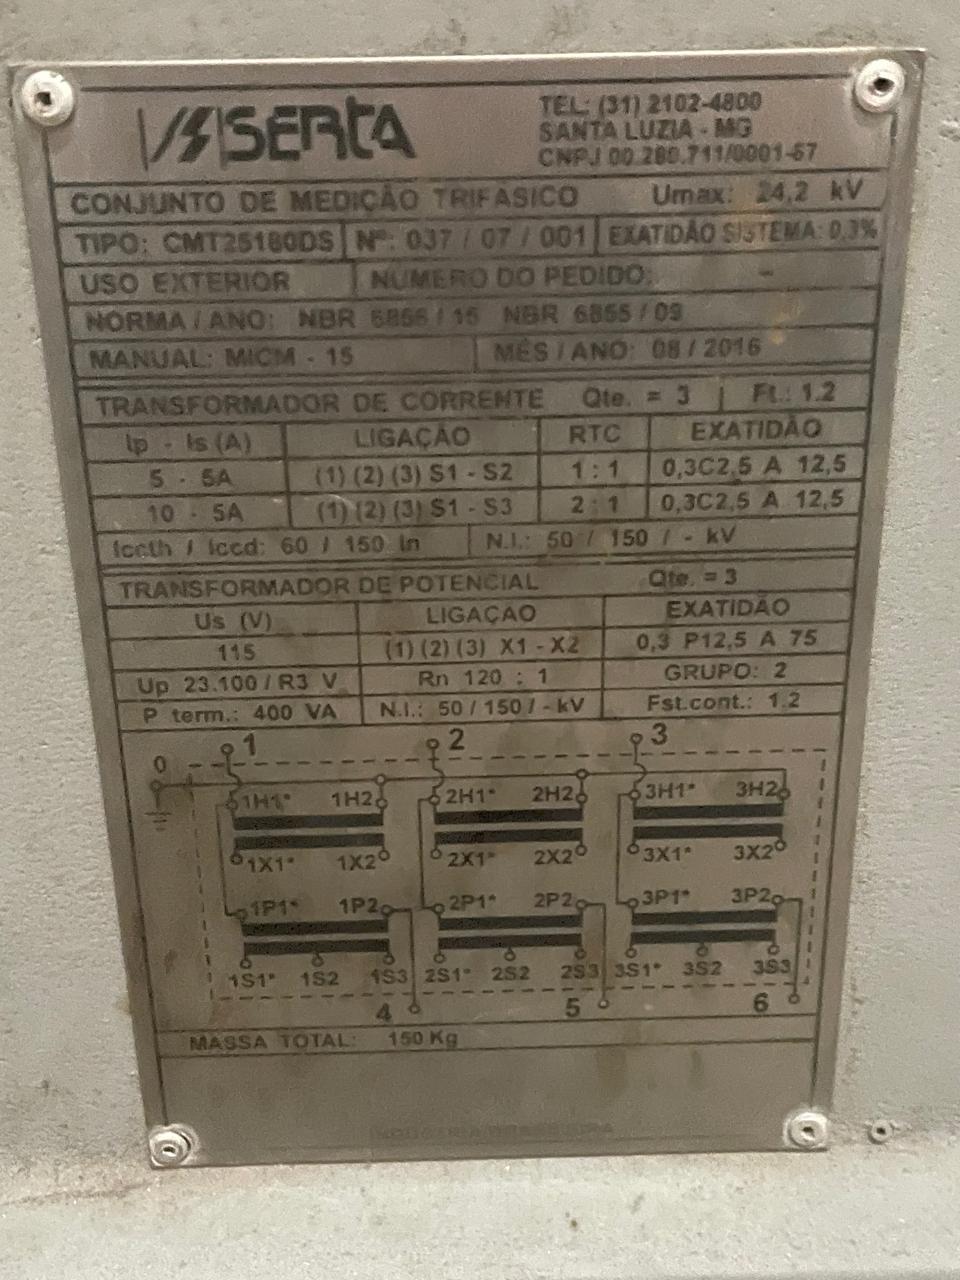 SERTA
TEL: (31) 2102-4800
SANTA LUZIA - MG
CNPJ 00.280.711/0001-67
CONJUNTO DE MEDIÇÃO TRIFÁSICO Umax: 24,2 kV
TIPO: CMT25180DS Nº: 037 / 07 / 001 EXATIDÃO SISTEMA: 0,3%
USO EXTERIOR NÚMERO DO PEDIDO: -
NORMA / ANO: NBR 6856 / 15 NBR 6855 / 09
MANUAL: MICM - 15 MÊS / ANO: 08 / 2016
TRANSFORMADOR DE CORRENTE Qte. = 3 Ft.: 1.2
Ip - Is (A) LIGAÇÃO RTC EXATIDÃO
5 - 5A (1) (2) (3) S1 - S2 1 : 1 0,3C2,5 A 12,5
10 - 5A (1) (2) (3) S1 - S3 2 : 1 0,3C2,5 A 12,5
Iccth / Iccd: 60 / 150 In N.I.: 50 / 150 / - kV
TRANSFORMADOR DE POTENCIAL Qte. = 3
Us (V) LIGAÇÃO EXATIDÃO
115 (1) (2) (3) X1 - X2 0,3 P12,5 A 75
Up 23.100 / R3 V Rn 120 : 1 GRUPO: 2
P term.: 400 VA N.I.: 50 / 150 / - kV Fst.cont.: 1.2
1 2 3
0
1H1* 1H2 2H1* 2H2 3H1* 3H2
1X1* 1X2 2X1* 2X2 3X1* 3X2
1P1* 1P2 2P1* 2P2 3P1* 3P2
1S1* 1S2 1S3 2S1* 2S2 2S3 3S1* 3S2 3S3
4 5 6
MASSA TOTAL: 150 Kg
INDÚSTRIA BRASILEIRA